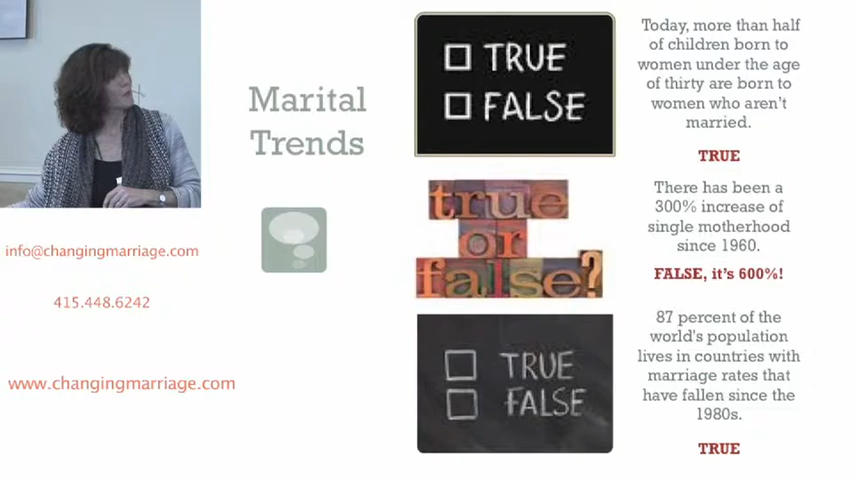 Marital
Trends
info@changingmarriage.com
415.448.6242
www.changingmarriage.com
TRUE
FALSE
Today, more than half
of children born to
women under the age
of thirty are born to
women who aren't
married.
TRUE
true
or
false?
There has been a
300% increase of
single motherhood
since 1960.
FALSE, it's 600%!
TRUE
FALSE
87 percent of the
world's population
lives in countries with
marriage rates that
have fallen since the
1980s.
TRUE